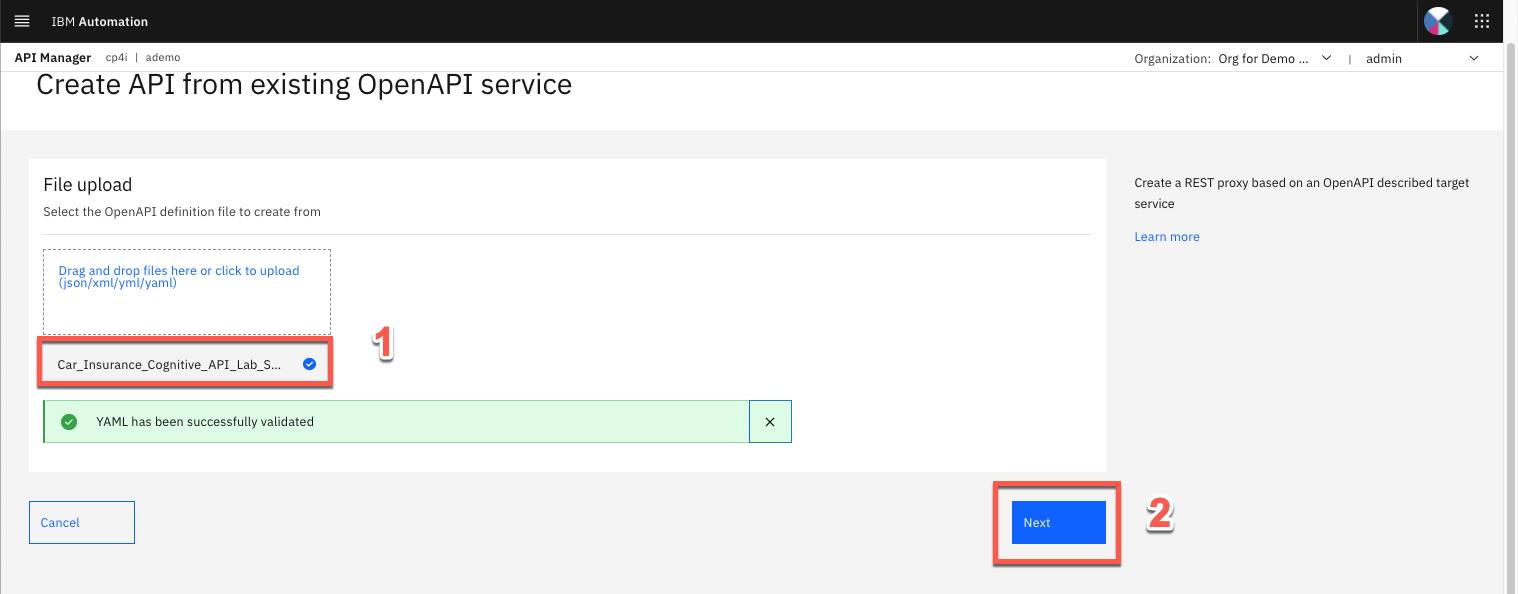 IBM Automation
API Manager cp4i | ademo
Organization: Org for Demo ... | admin
Create API from existing OpenAPI service
File upload
Select the OpenAPI definition file to create from
Drag and drop files here or click to upload
(json/xml/yml/yaml)
Car_Insurance_Cognitive_API_Lab_S...
1
YAML has been successfully validated
Cancel
Next
2
Create a REST proxy based on an OpenAPI described target
service
Learn more